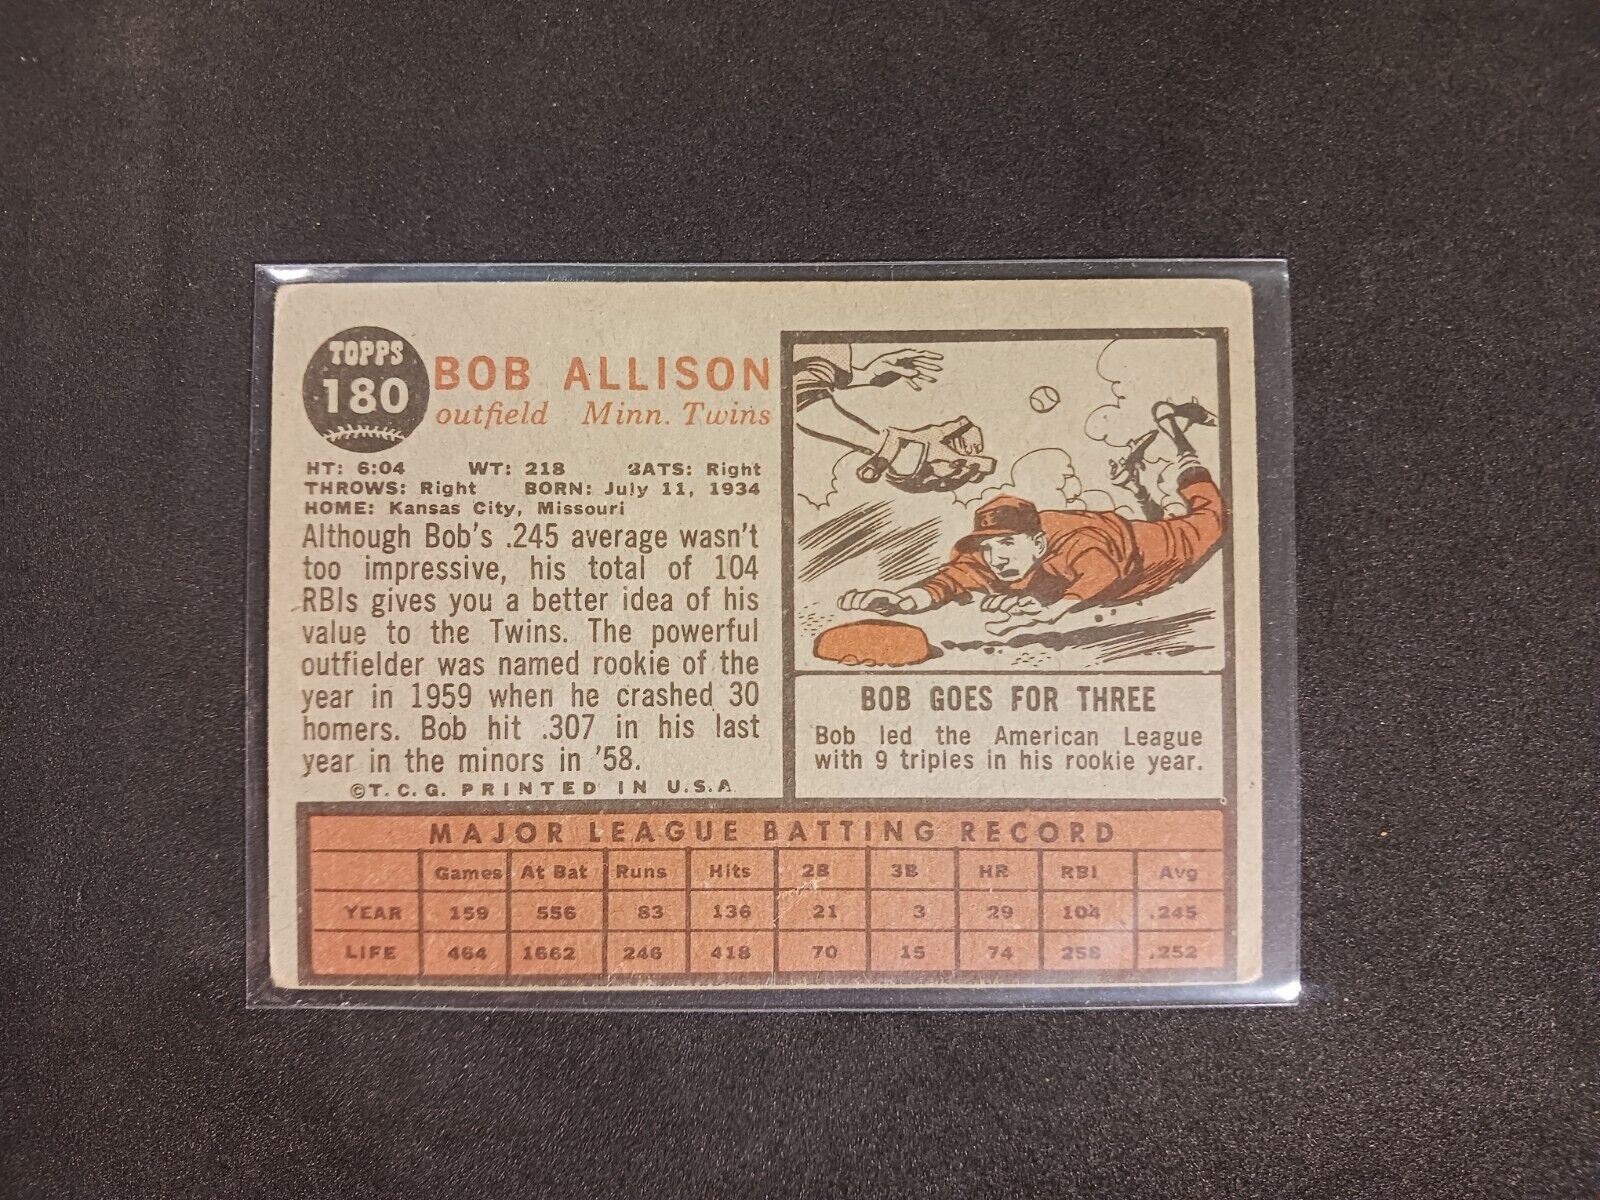 TOPPS
180
BOB ALLISON
outfield Minn. Twins
HT: 6:04 WT: 218 BATS: Right
THROWS: Right BORN: July 11, 1934
HOME: Kansas City, Missouri
Although Bob's .245 average wasn't
too impressive, his total of 104
RBIs gives you a better idea of his
value to the Twins. The powerful
outfielder was named rookie of the
year in 1959 when he crashed 30
homers. Bob hit .307 in his last
year in the minors in '58.
©T.C.G. PRINTED IN U.S.A
BOB GOES FOR THREE
Bob led the American League
with 9 triples in his rookie year.
MAJOR LEAGUE BATTING RECORD
Games At Bat Runs Hits 2B 3B HR RBI Avg
YEAR 159 556 83 136 21 3 29 104 .245
LIFE 464 1662 246 418 70 15 74 258 .252